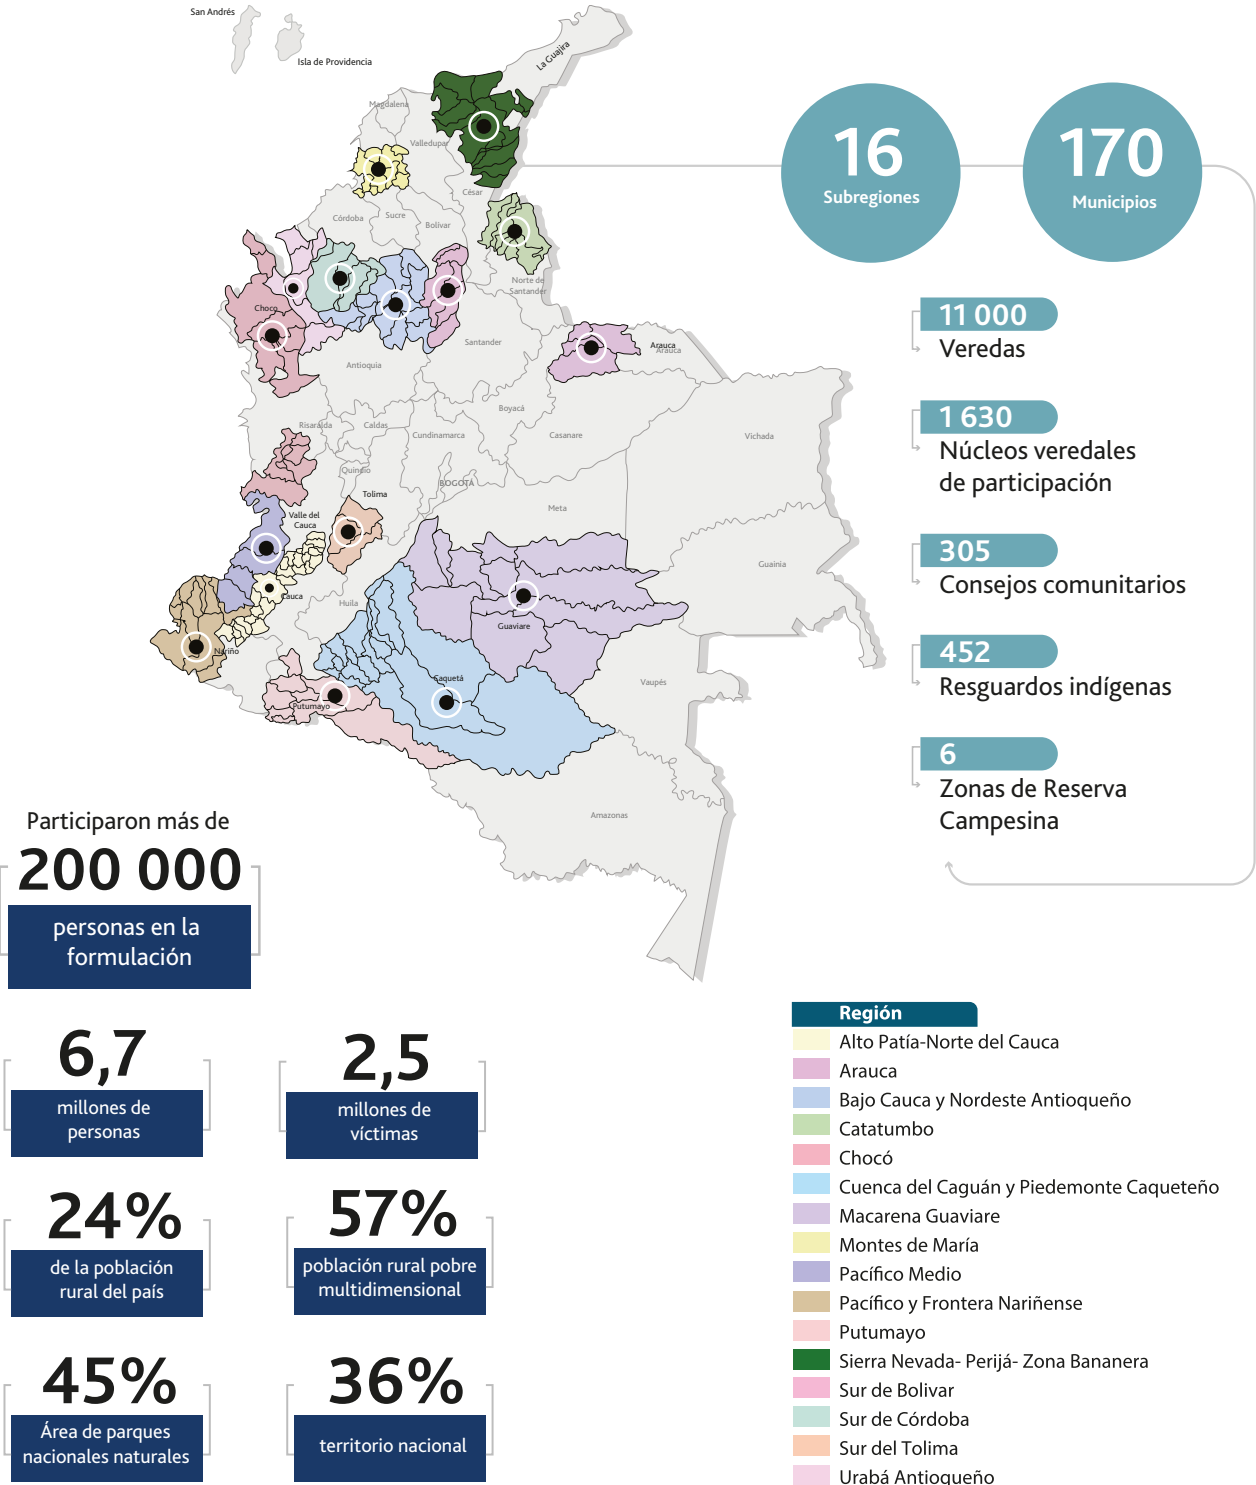 San Andrés
Isla de Providencia
La Guajira
Magdalena
Valledupar
César
Córdoba
Sucre
Bolivar
Norte de
Santander
Choco
Santander
Arauca
Arauca
Antioquia
Boyacá
Risaralda
Caldas
Cundinamarca
Casanare
Vichada
Quindío
BOGOTÁ
Tolima
Meta
Valle del
Cauca
Guainia
Cauca
Huila
Guaviare
Nariño
Caquetá
Vaupés
Putumayo
Amazonas
16
Subregiones
170
Municipios
11 000
Veredas
1 630
Núcleos veredales
de participación
305
Consejos comunitarios
452
Resguardos indígenas
6
Zonas de Reserva
Campesina
Participaron más de
200 000
personas en la
formulación
6,7
millones de
personas
2,5
millones de
víctimas
24%
de la población
rural del país
57%
población rural pobre
multidimensional
45%
Área de parques
nacionales naturales
36%
territorio nacional
Región
Alto Patía-Norte del Cauca
Arauca
Bajo Cauca y Nordeste Antioqueño
Catatumbo
Chocó
Cuenca del Caguán y Piedemonte Caqueteño
Macarena Guaviare
Montes de María
Pacífico Medio
Pacífico y Frontera Nariñense
Putumayo
Sierra Nevada- Perijá- Zona Bananera
Sur de Bolivar
Sur de Córdoba
Sur del Tolima
Urabá Antioqueño